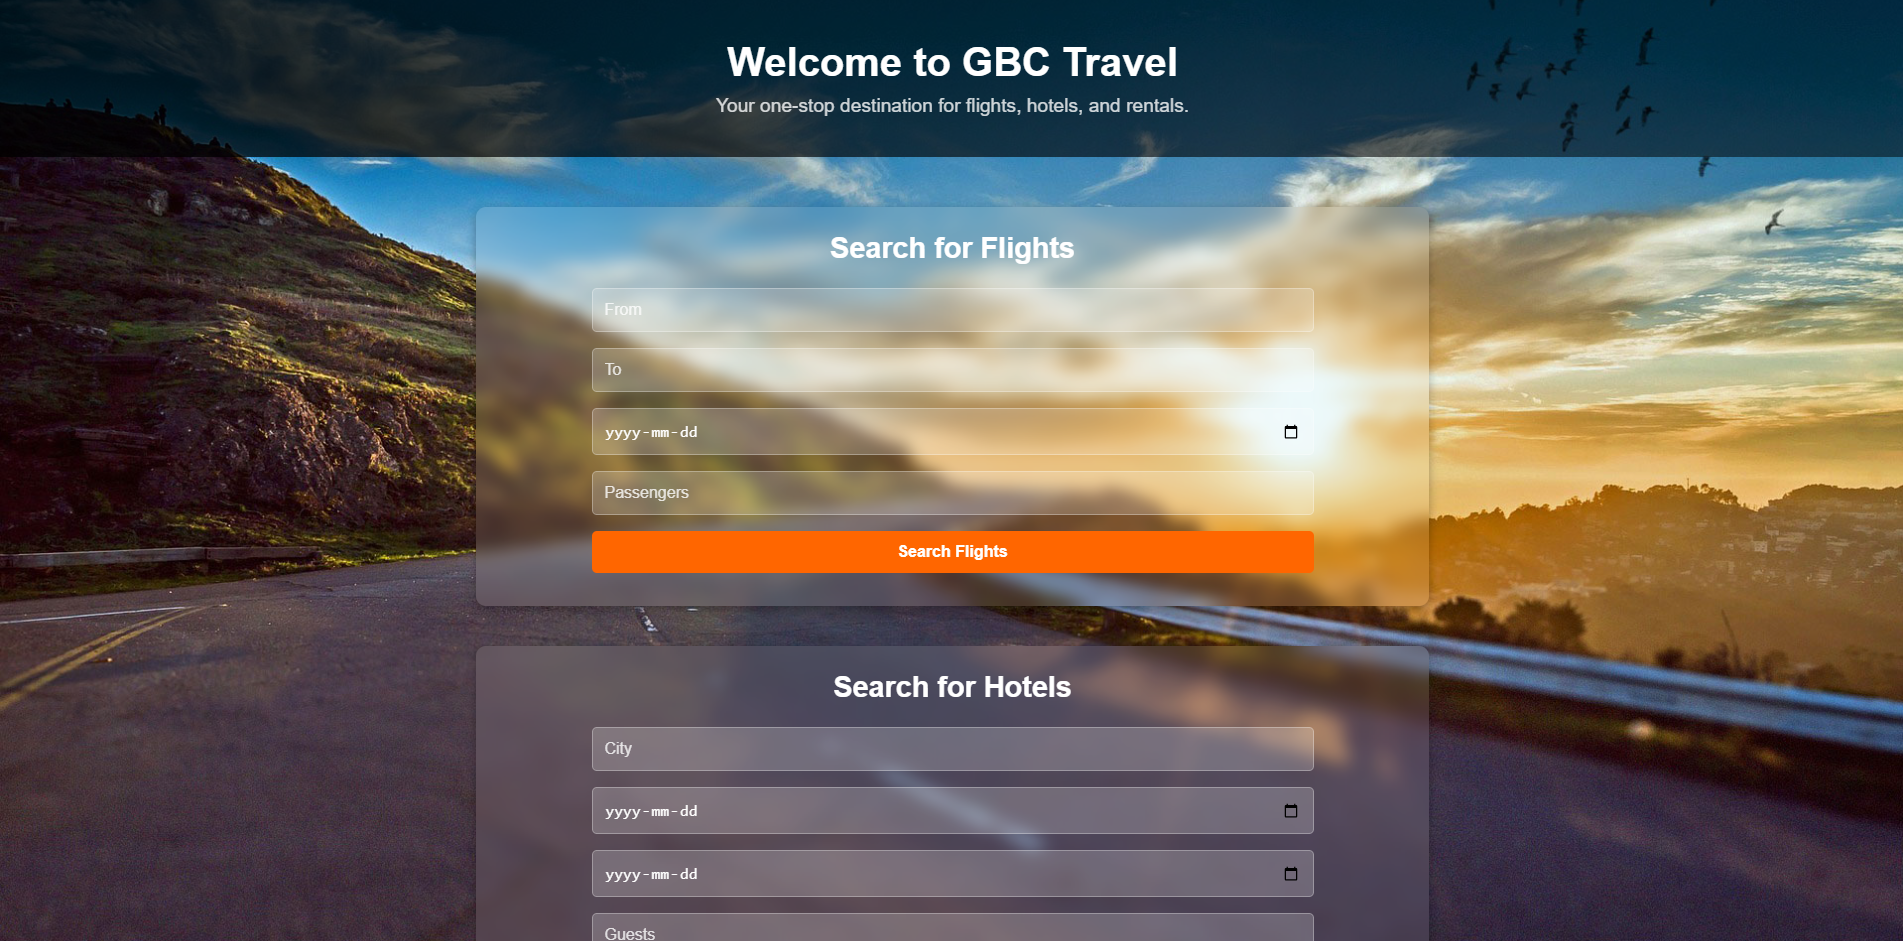 Welcome to GBC Travel
Your one-stop destination for flights, hotels, and rentals.
Search for Flights
From
To
yyyy-mm-dd
Passengers
Search Flights
Search for Hotels
City
yyyy-mm-dd
yyyy-mm-dd
Guests